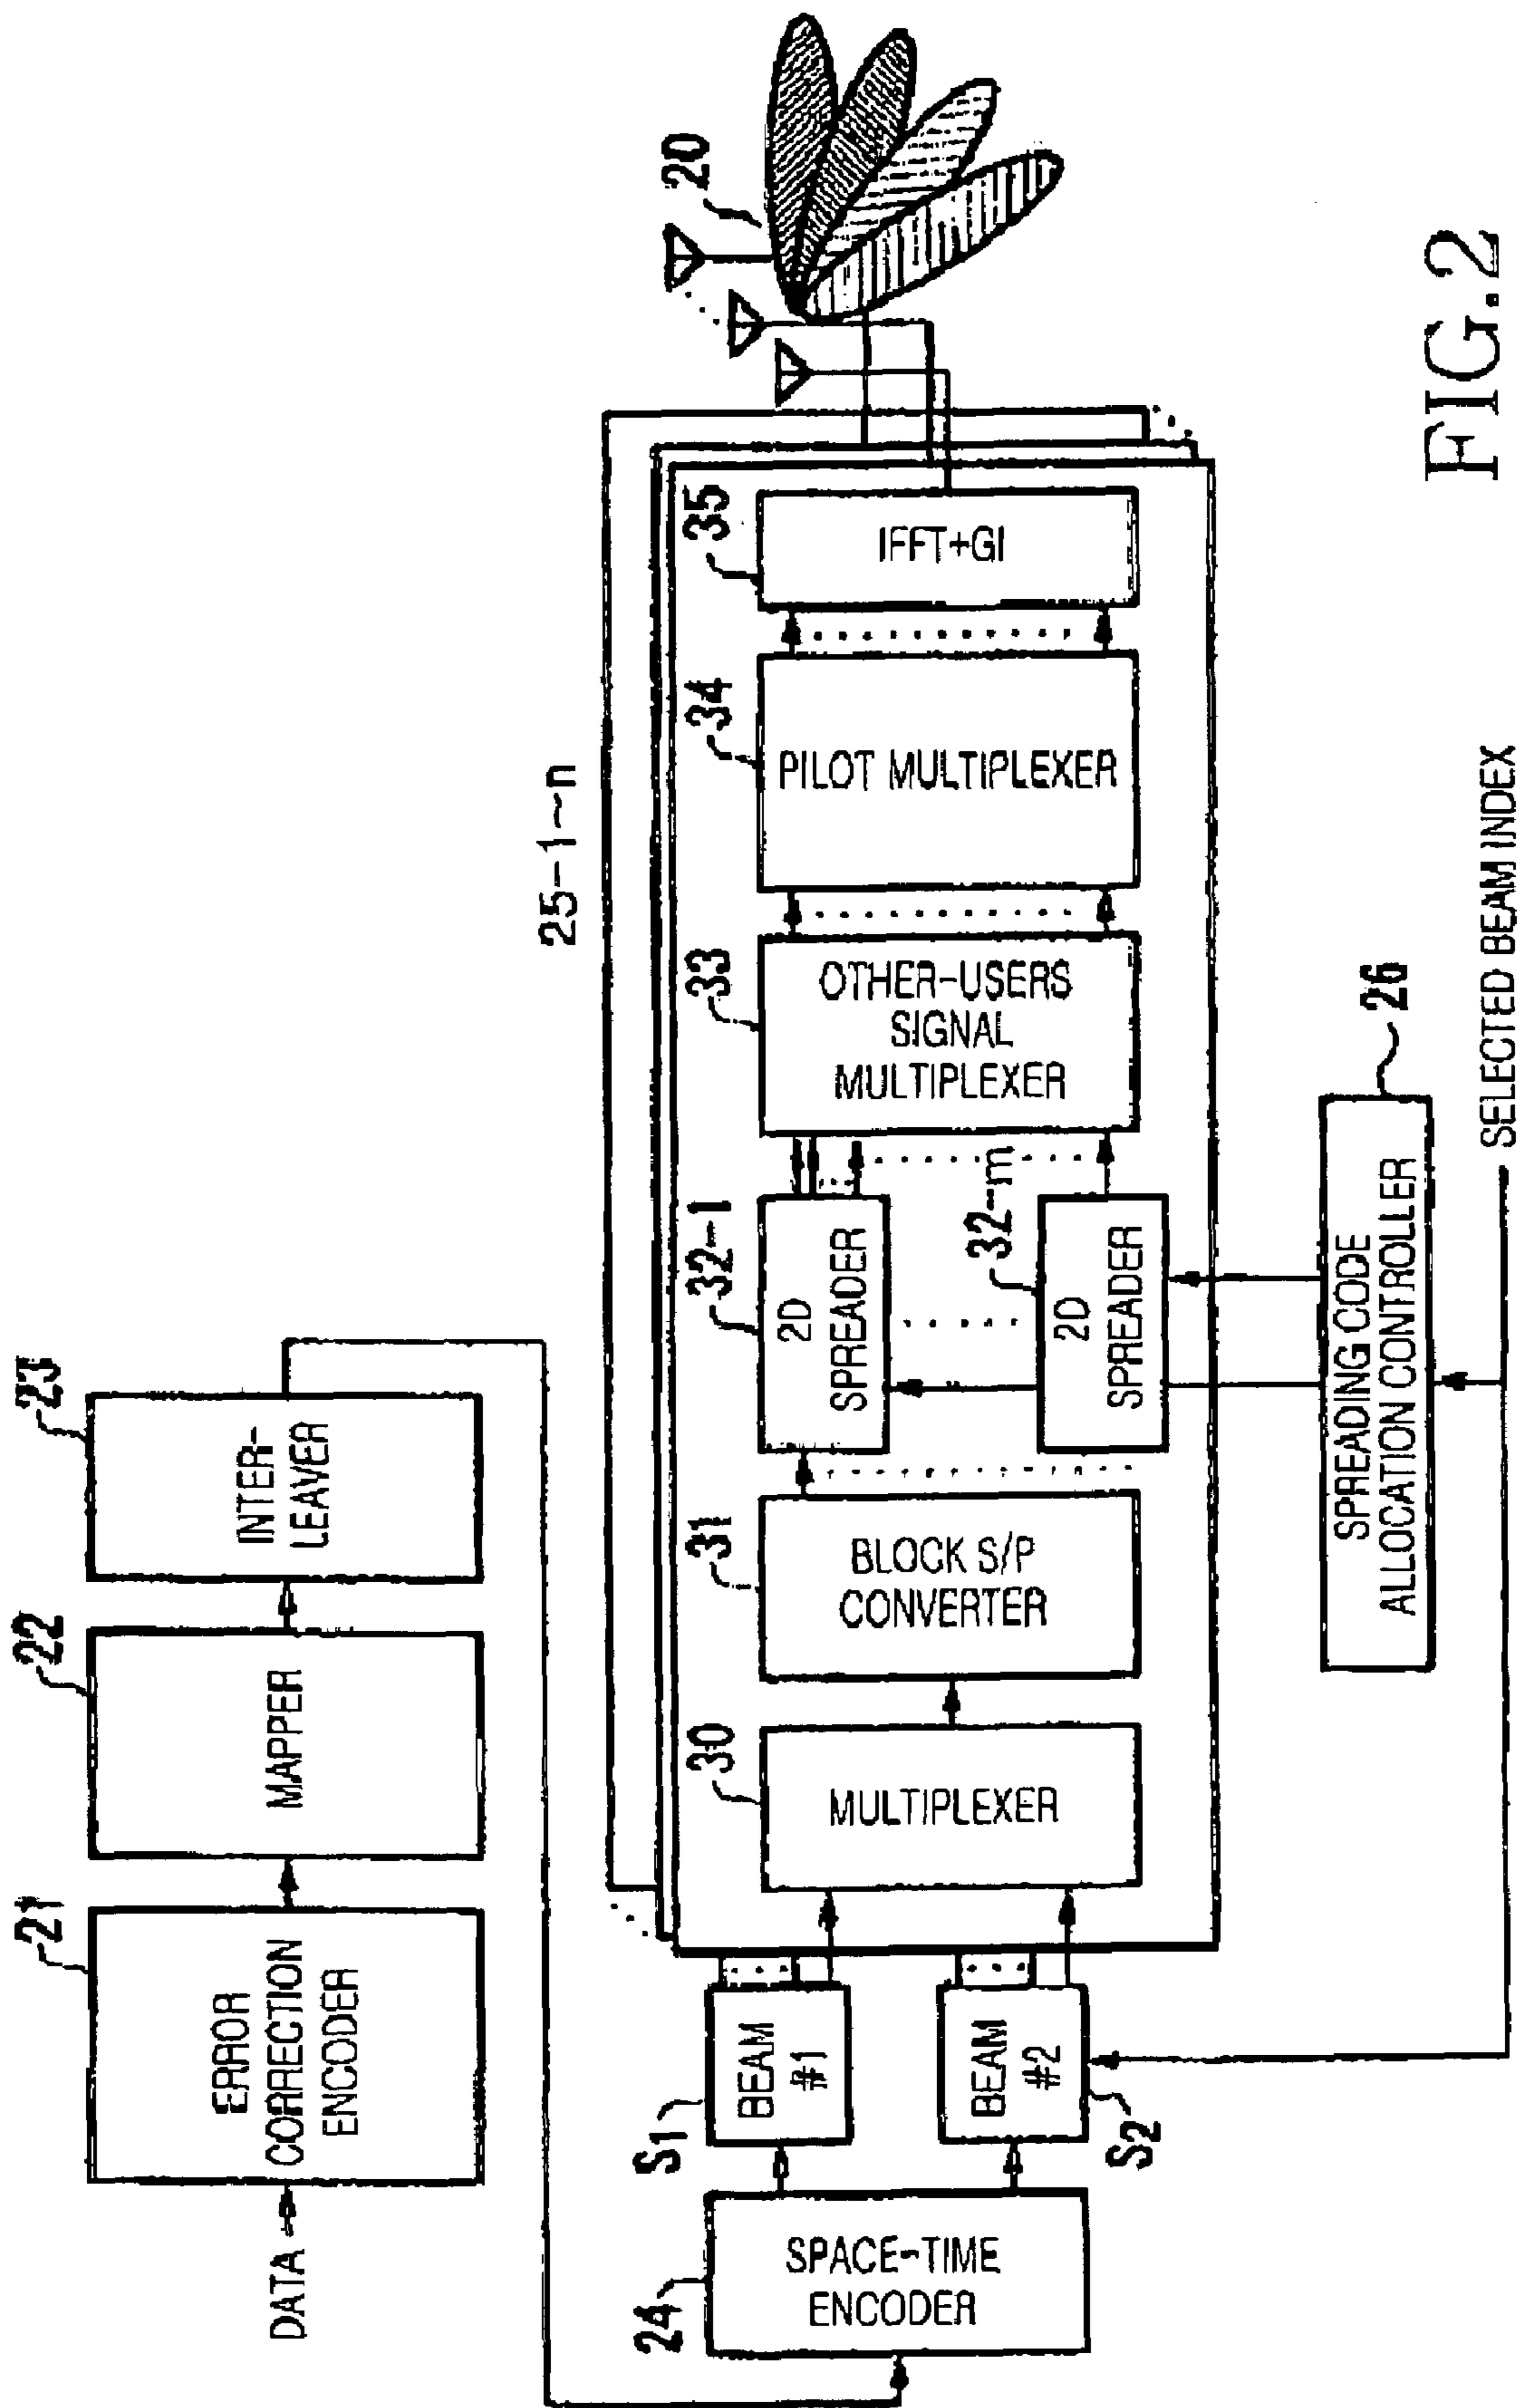 21
22
23
DATA
ERROR
CORRECTION
ENCODER
MAPPER
INTER-
LEAVER
25-1~n
20
24
SPACE-TIME
ENCODER
S1
BEAM
#1
BEAM
#2
S2
30
MULTIPLEXER
31
BLOCK S/P
CONVERTER
32-1
2D
SPREADER
32-m
2D
SPREADER
33
OTHER-USERS
SIGNAL
MULTIPLEXER
34
PILOT MULTIPLEXER
35
IFFT+GI
SPREADING CODE
ALLOCATION CONTROLLER
26
SELECTED BEAM INDEX
FIG.2